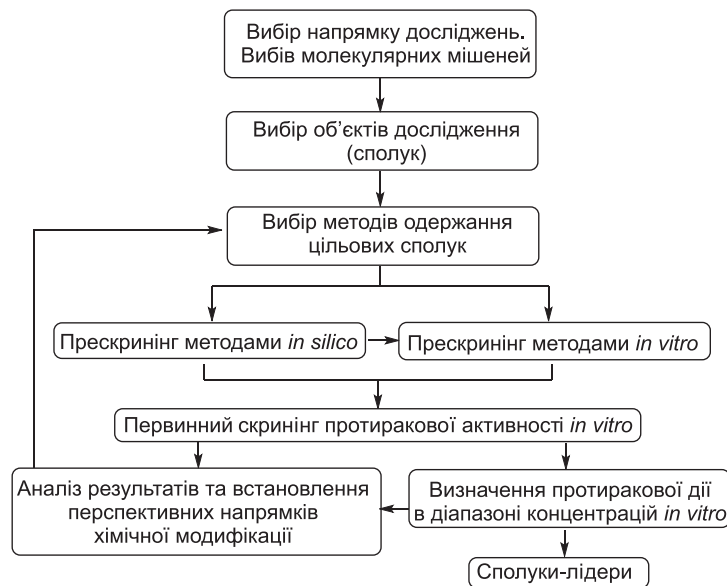 Вибір напрямку досліджень.
Вибів молекулярних мішеней
Вибір об’єктів дослідження
(сполук)
Вибір методів одержання
цільових сполук
Прескринінг методами in silico
Прескринінг методами in vitro
Первинний скринінг протиракової активності in vitro
Аналіз результатів та встановлення
перспективних напрямків
хімічної модифікації
Визначення протиракової дії
в діапазоні концентрацій in vitro
Сполуки-лідери